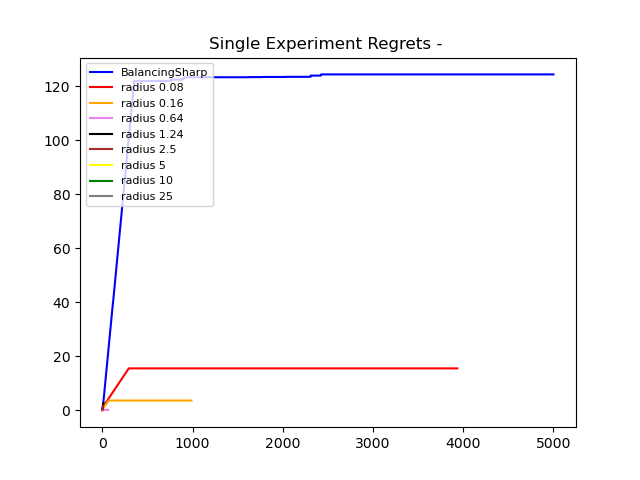 Single Experiment Regrets -
BalancingSharp
radius 0.08
radius 0.16
radius 0.64
radius 1.24
radius 2.5
radius 5
radius 10
radius 25
120
100
80
60
40
20
0
0 1000 2000 3000 4000 5000